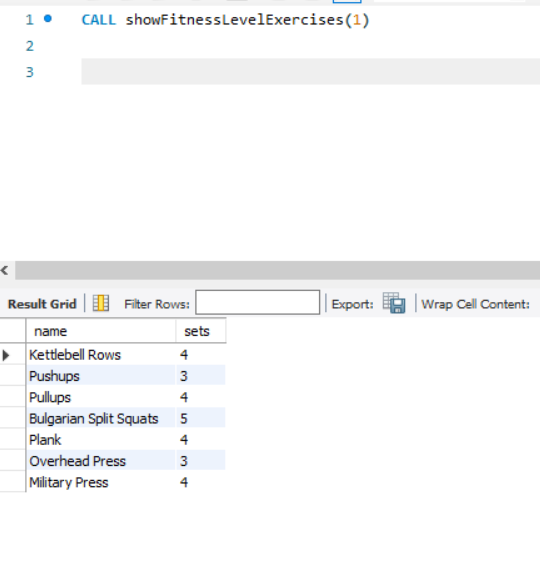 1 CALL showFitnessLevelExercises(1)
2
3
Result Grid Filter Rows: Export: Wrap Cell Content:
name sets
Kettlebell Rows 4
Pushups 3
Pullups 4
Bulgarian Split Squats 5
Plank 4
Overhead Press 3
Military Press 4